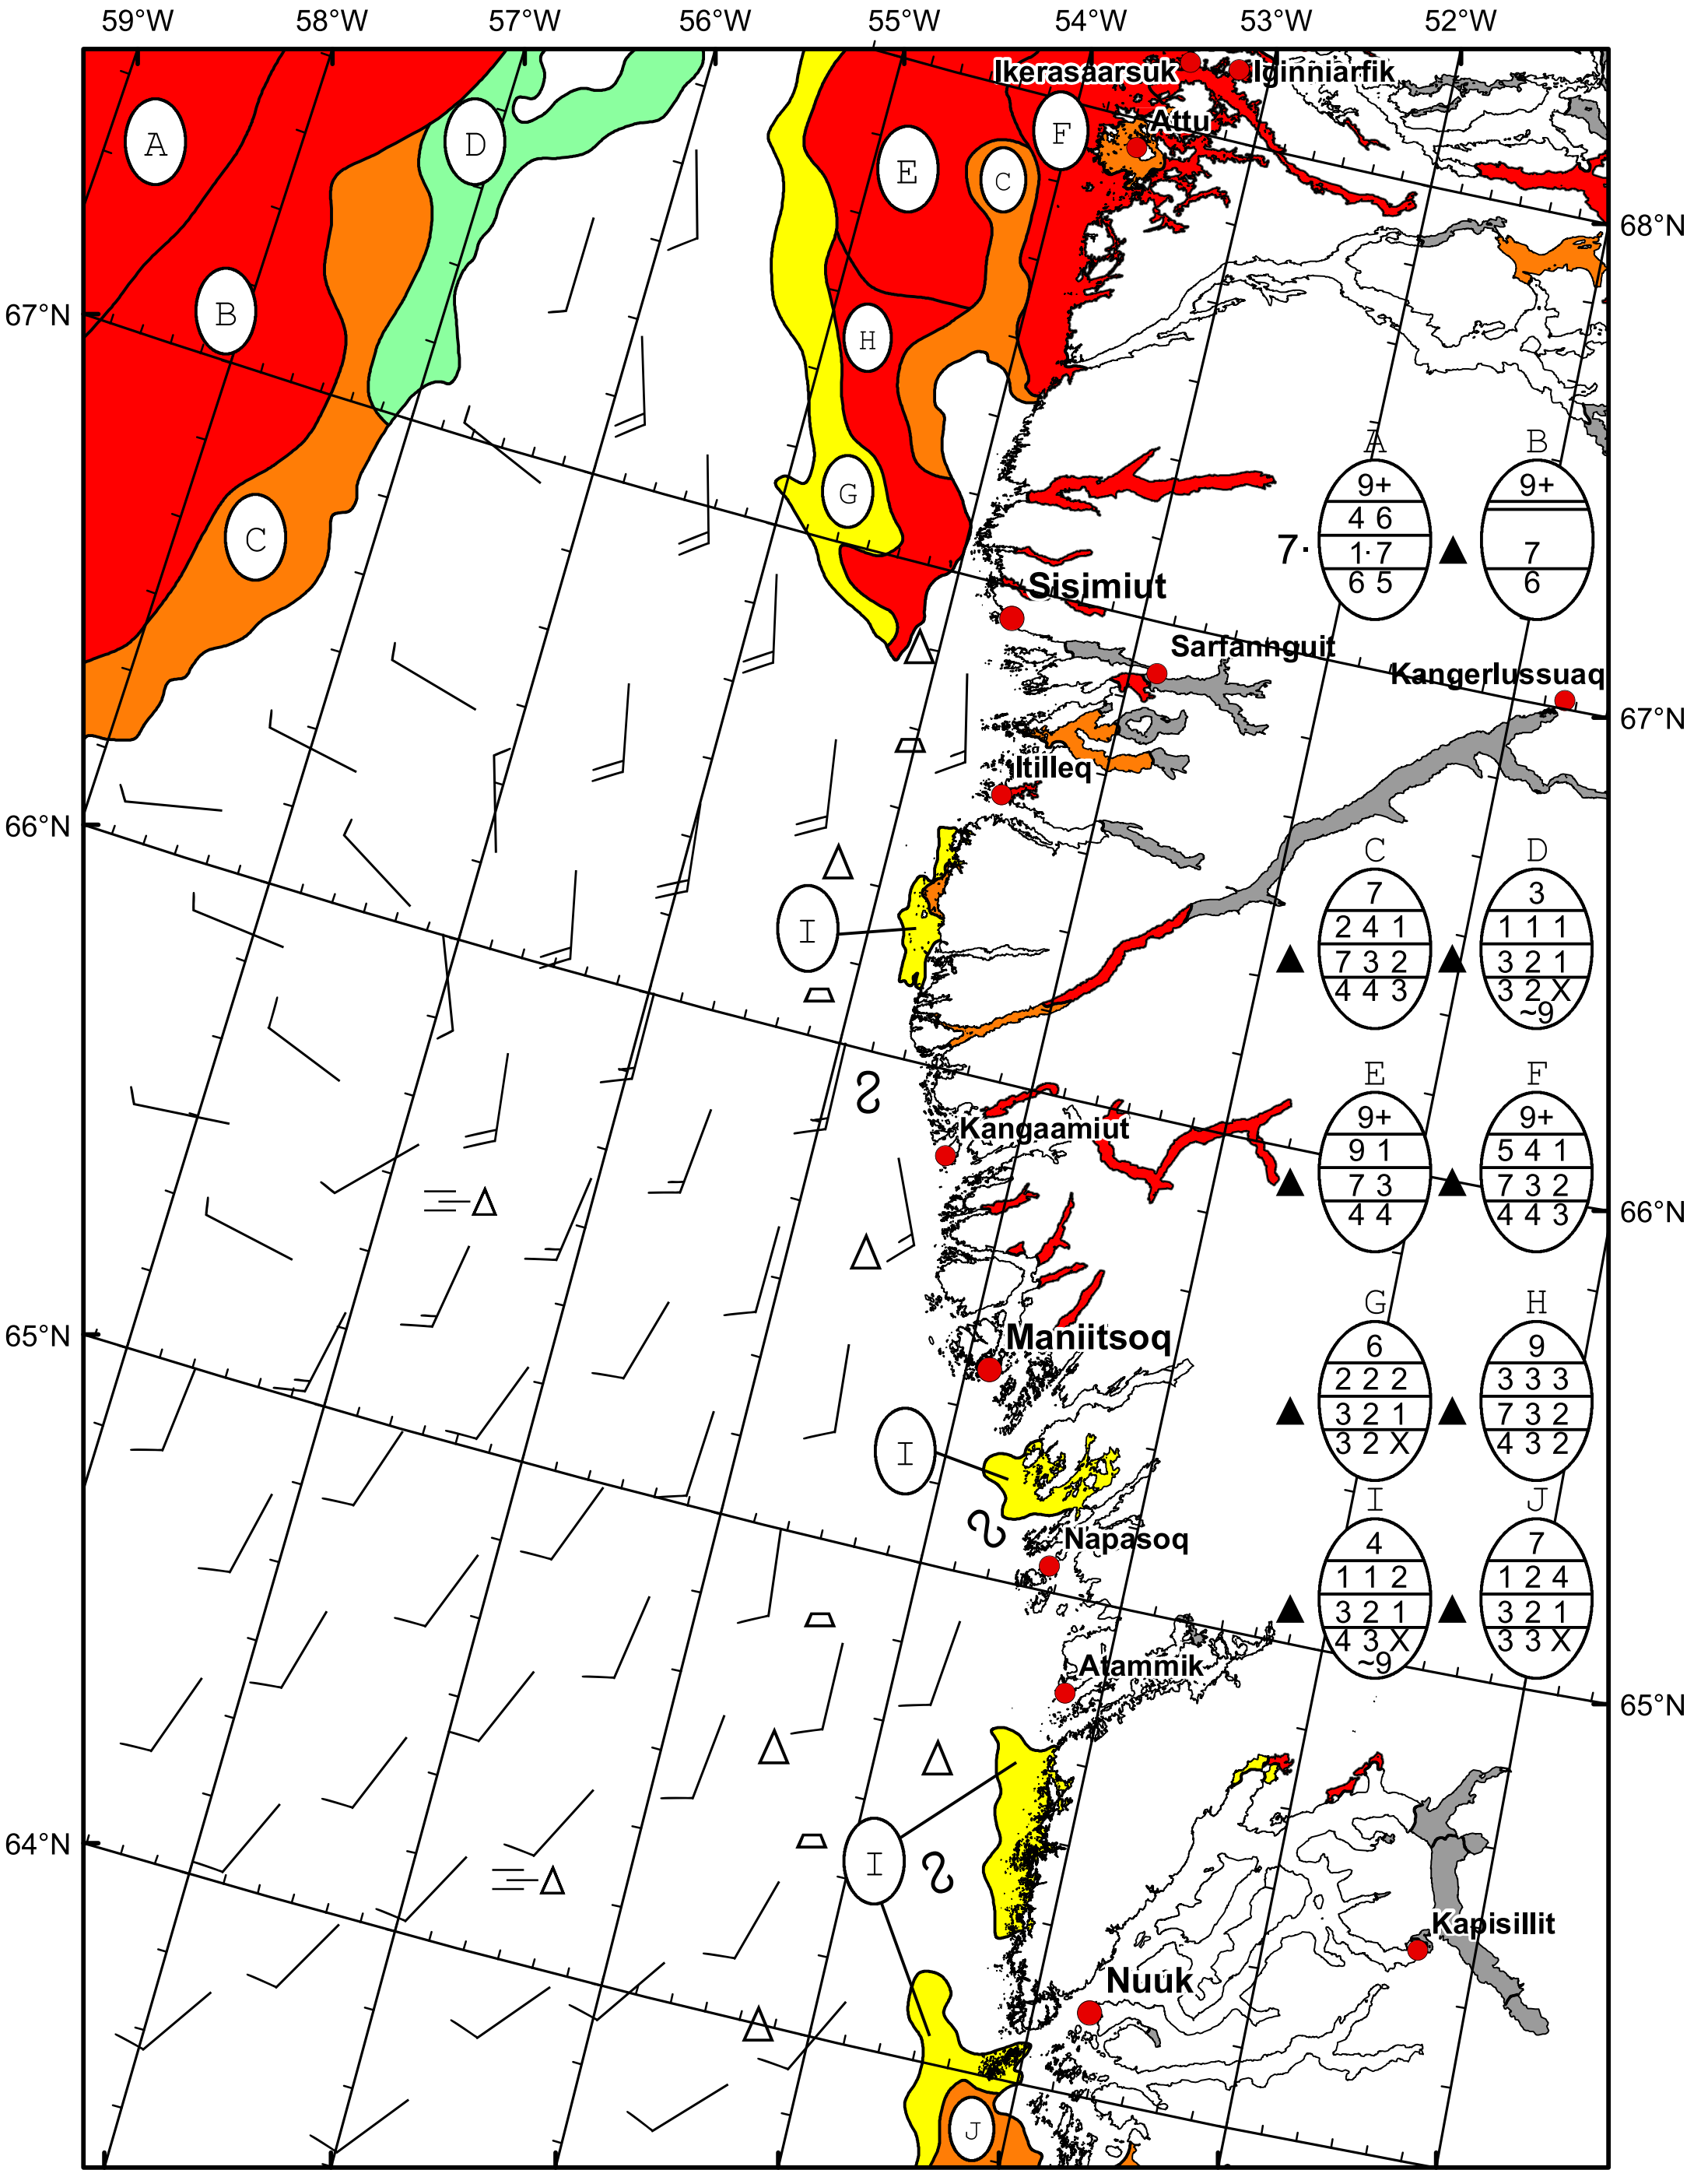 59°W 58°W 57°W 56°W 55°W 54°W 53°W 52°W
Ikerasaarsuk Iginniarfik
Attu
A D E C F
68°N
67°N
B H
G
C
A B
9+ 9+
4 6
7· 1·7 7
6 5 6
Sisimiut
Sarfannguit
Kangerlussuaq
67°N
Itilleq
66°N
I
C D
7 3
2 4 1 1 1 1
7 3 2 3 2 1
4 4 3 3 2 X
~9
Kangaamiut
E F
9+ 9+
9 1 5 4 1
7 3 7 3 2
4 4 4 4 3
66°N
65°N
Maniitsoq
G H
6 9
2 2 2 3 3 3
3 2 1 7 3 2
3 2 X 4 3 2
I
Napasoq
I J
4 7
1 1 2 1 2 4
3 2 1 3 2 1
4 3 X 3 3 X
~9
Atammik
65°N
64°N
I
Kapisillit
Nuuk
J